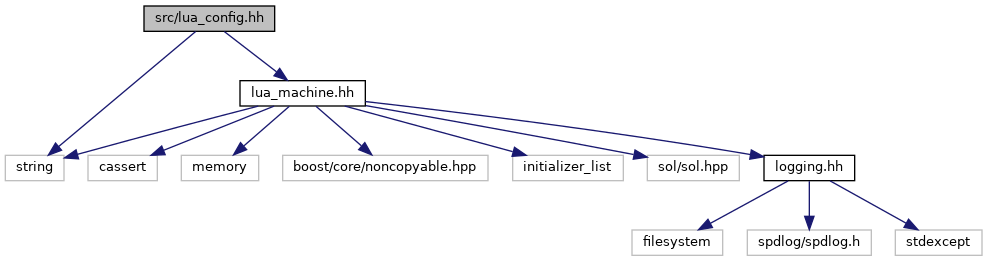 src/lua_config.hh
lua_machine.hh
string
cassert
memory
boost/core/noncopyable.hpp
initializer_list
sol/sol.hpp
logging.hh
filesystem
spdlog/spdlog.h
stdexcept